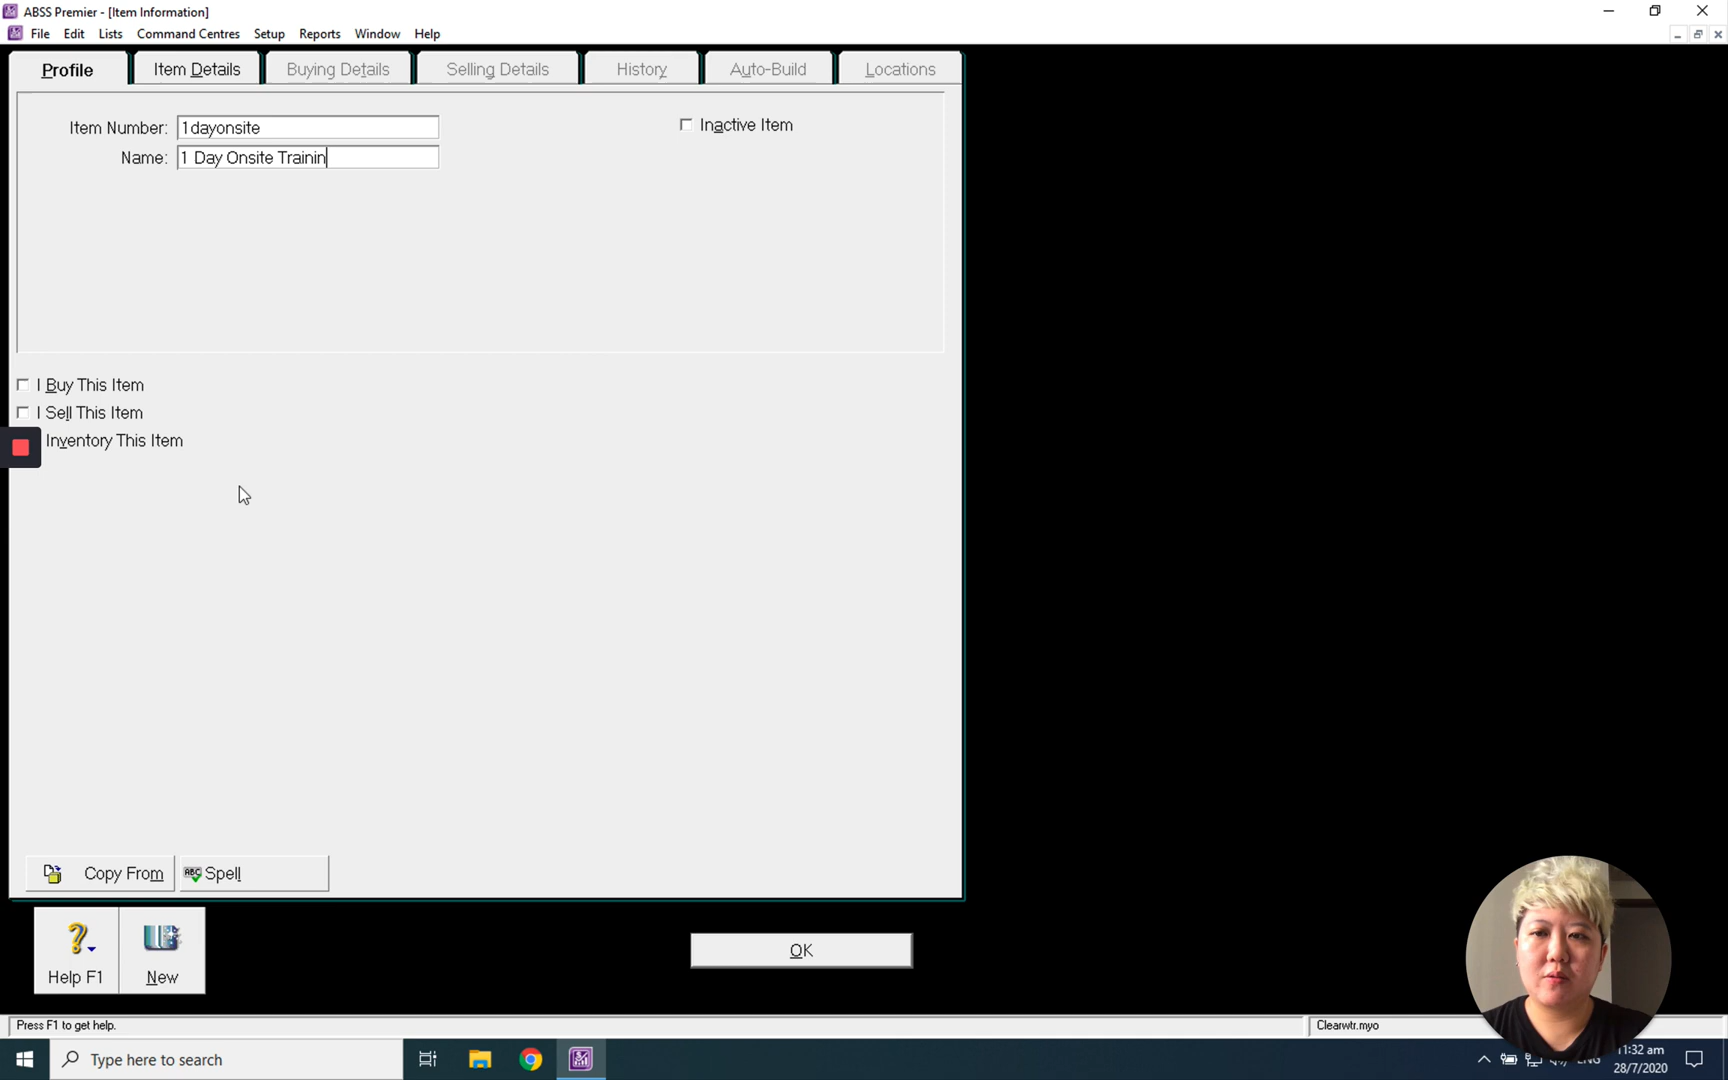 ABSS Premier - [Item Information]
File Edit Lists Command Centres Setup Reports Window Help
Profile Item Details Buying Details Selling Details History Auto-Build Locations
Item Number: 1dayonsite
Inactive Item
Name: 1 Day Onsite Trainin
I Buy This Item
I Sell This Item
Inventory This Item
Copy From
ABC Spell
Help F1
New
OK
Press F1 to get help.
Clearwtr.myo
Type here to search
ENG
11:32 am
28/7/2020